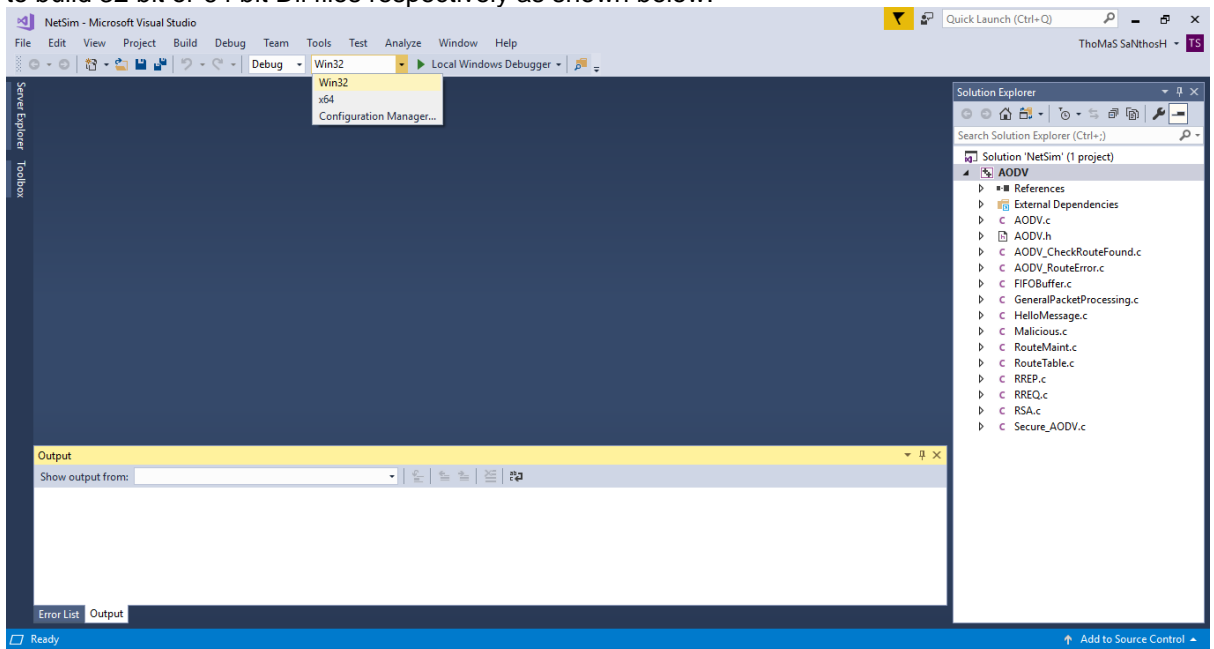 to build 32 bit or 64 bit Dll files respectively as shown below:
NetSim - Microsoft Visual Studio
Quick Launch (Ctrl+Q)
File Edit View Project Build Debug Team Tools Test Analyze Window Help
ThoMaS SaNthosH TS
Debug Win32 Local Windows Debugger
Win32
x64
Configuration Manager...
Server Explorer
Toolbox
Solution Explorer
Search Solution Explorer (Ctrl+;)
Solution 'NetSim' (1 project)
AODV
References
External Dependencies
AODV.c
AODV.h
AODV_CheckRouteFound.c
AODV_RouteError.c
FIFOBuffer.c
GeneralPacketProcessing.c
HelloMessage.c
Malicious.c
RouteMaint.c
RouteTable.c
RREP.c
RREQ.c
RSA.c
Secure_AODV.c
Output
Show output from:
Error List Output
Ready
Add to Source Control